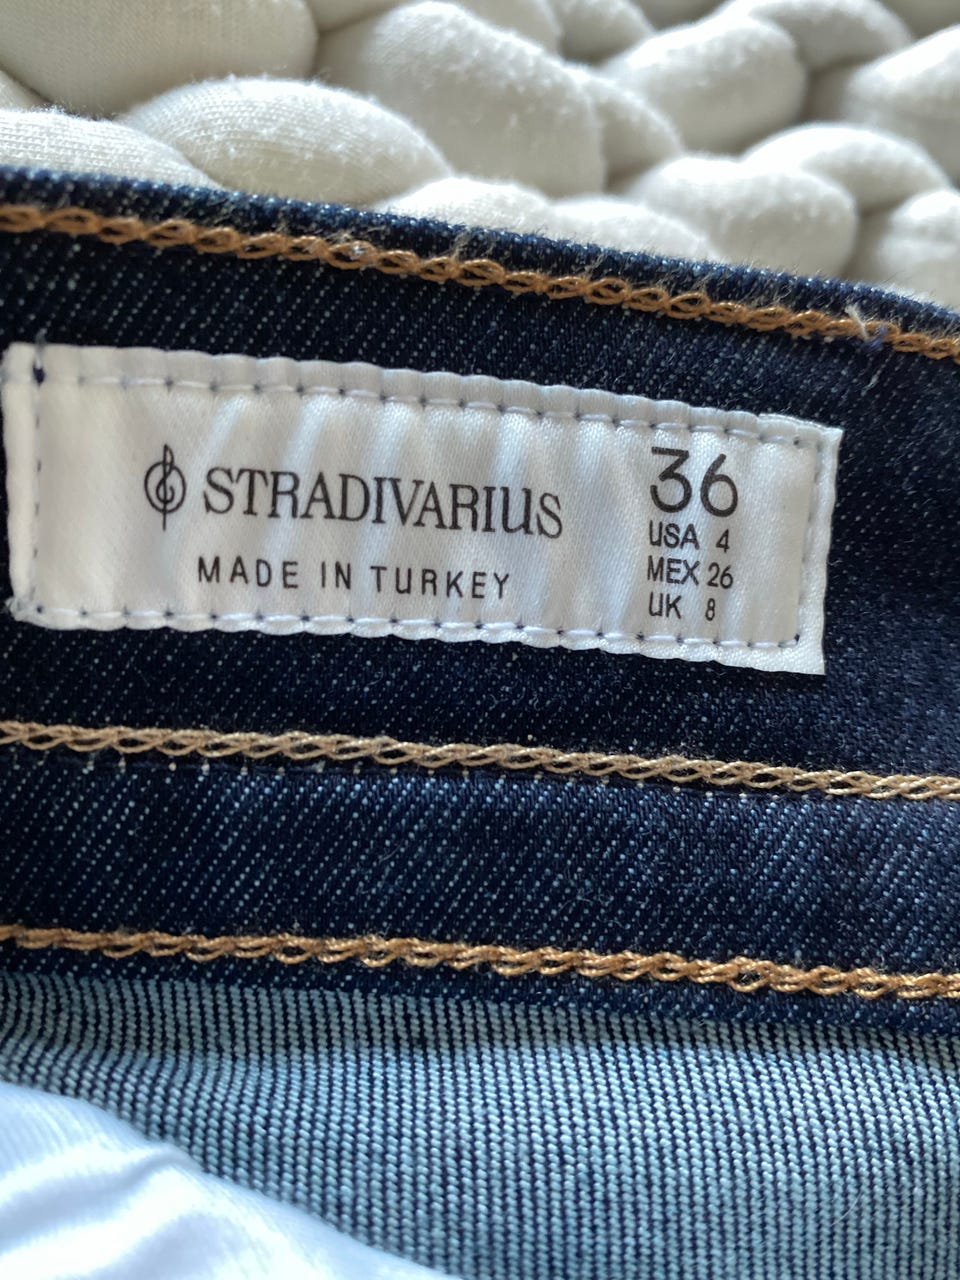 STRADIVARIUS
MADE IN TURKEY
36
USA 4
MEX 26
UK 8